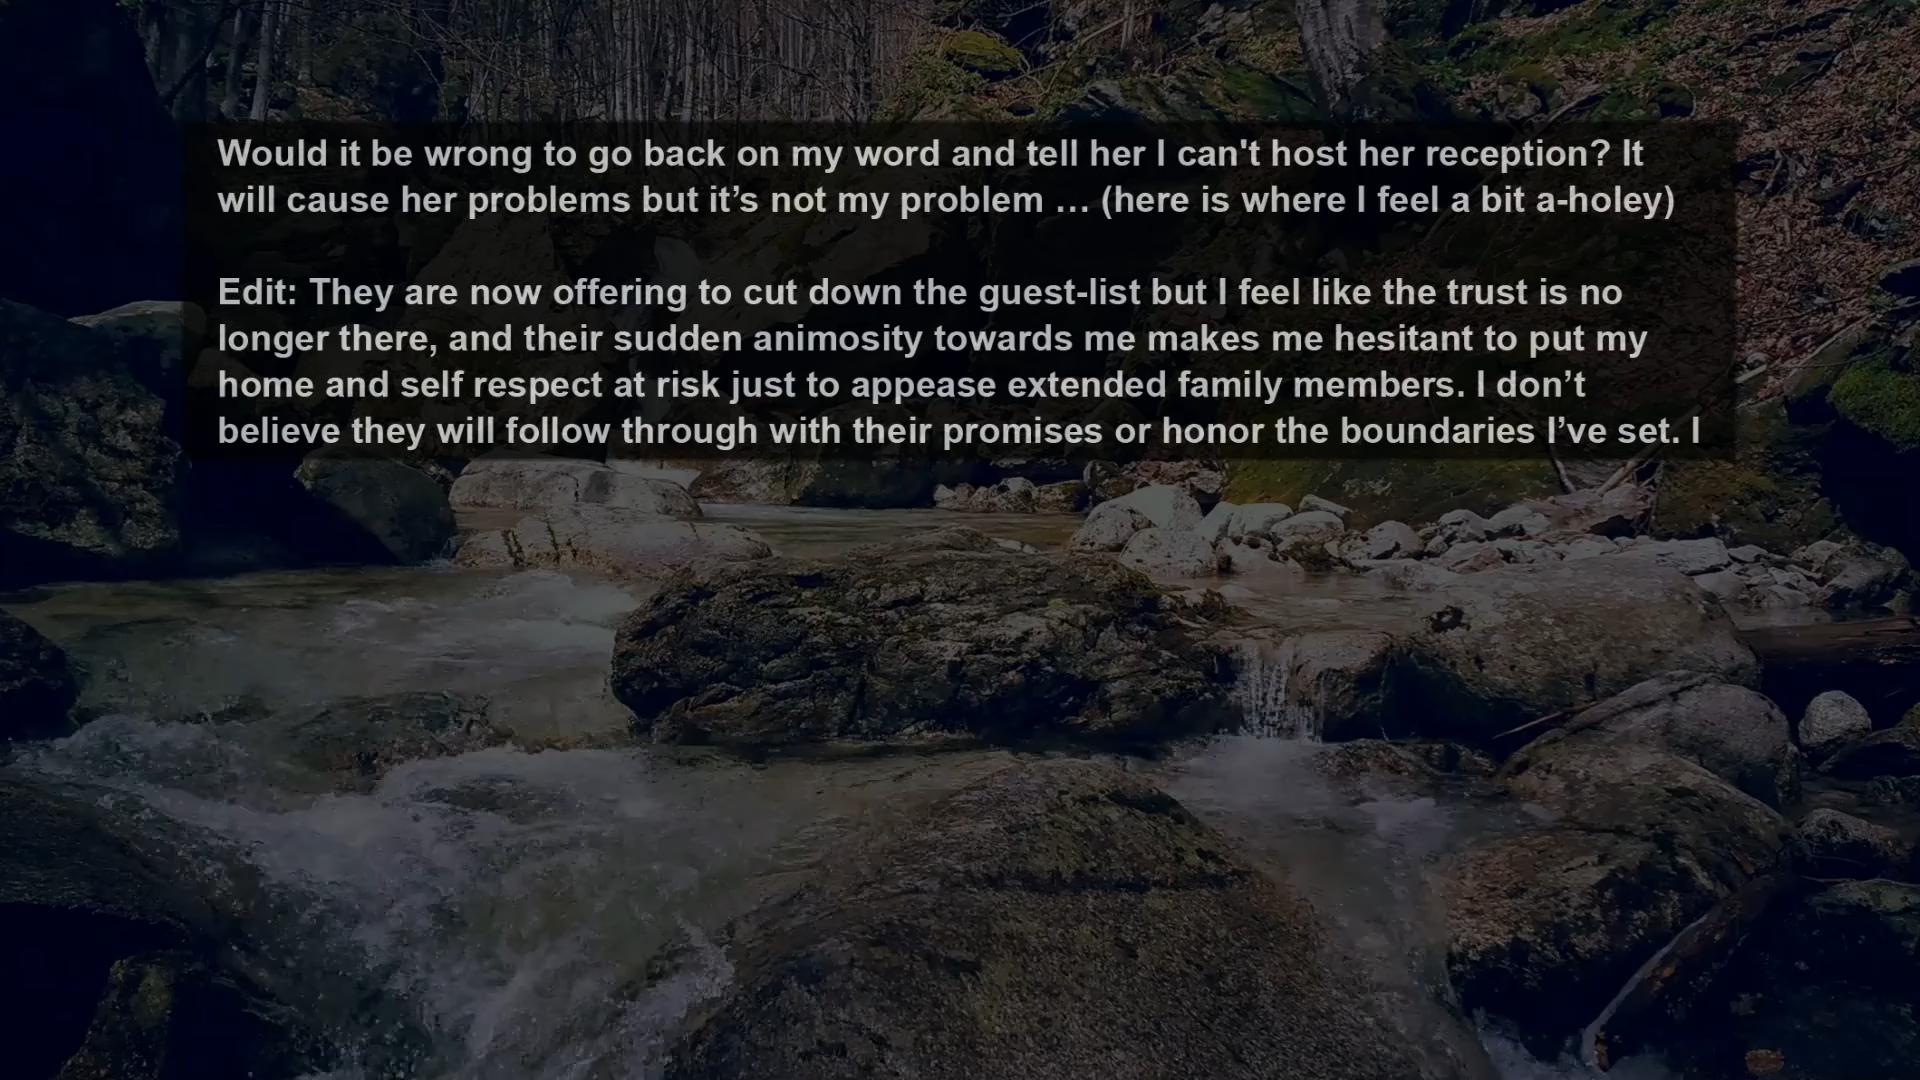 Would it be wrong to go back on my word and tell her I can't host her reception? It
will cause her problems but it’s not my problem … (here is where I feel a bit a-holey)
Edit: They are now offering to cut down the guest-list but I feel like the trust is no
longer there, and their sudden animosity towards me makes me hesitant to put my
home and self respect at risk just to appease extended family members. I don’t
believe they will follow through with their promises or honor the boundaries I’ve set. I